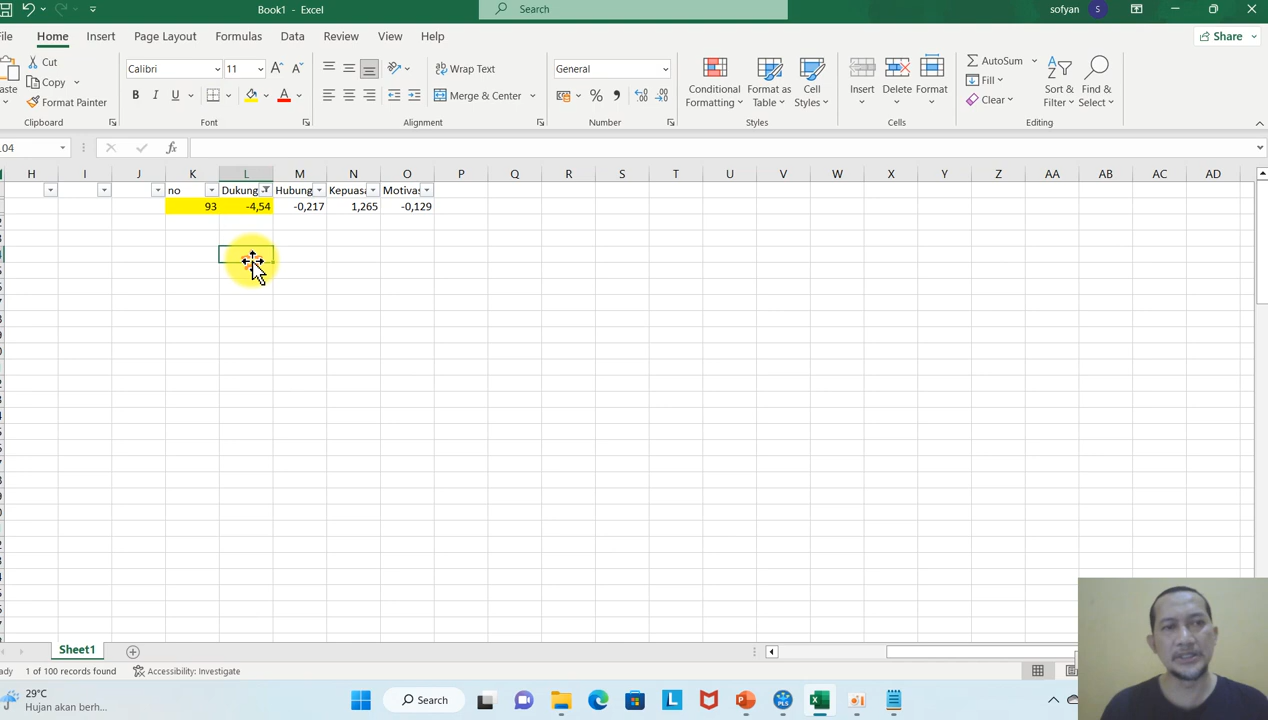 Book1 - Excel
Search
sofyan
S
Home Insert Page Layout Formulas Data Review View Help
Share
Cut
Copy
Format Painter
Clipboard
Calibri 11
B I U
Font
Wrap Text
Merge & Center
Alignment
General
Number
Conditional Formatting
Format as Table
Cell Styles
Styles
Insert Delete Format
Cells
AutoSum
Fill
Clear
Sort & Filter
Find & Select
Editing
fx
H I J K L M N O P Q R S T U V W X Y Z AA AB AC AD
no Dukung Hubung Kepuasa Motivas
93 -4,54 -0,217 1,265 -0,129
Sheet1
1 of 100 records found Accessibility: Investigate
29°C
Hujan akan berh...
Search